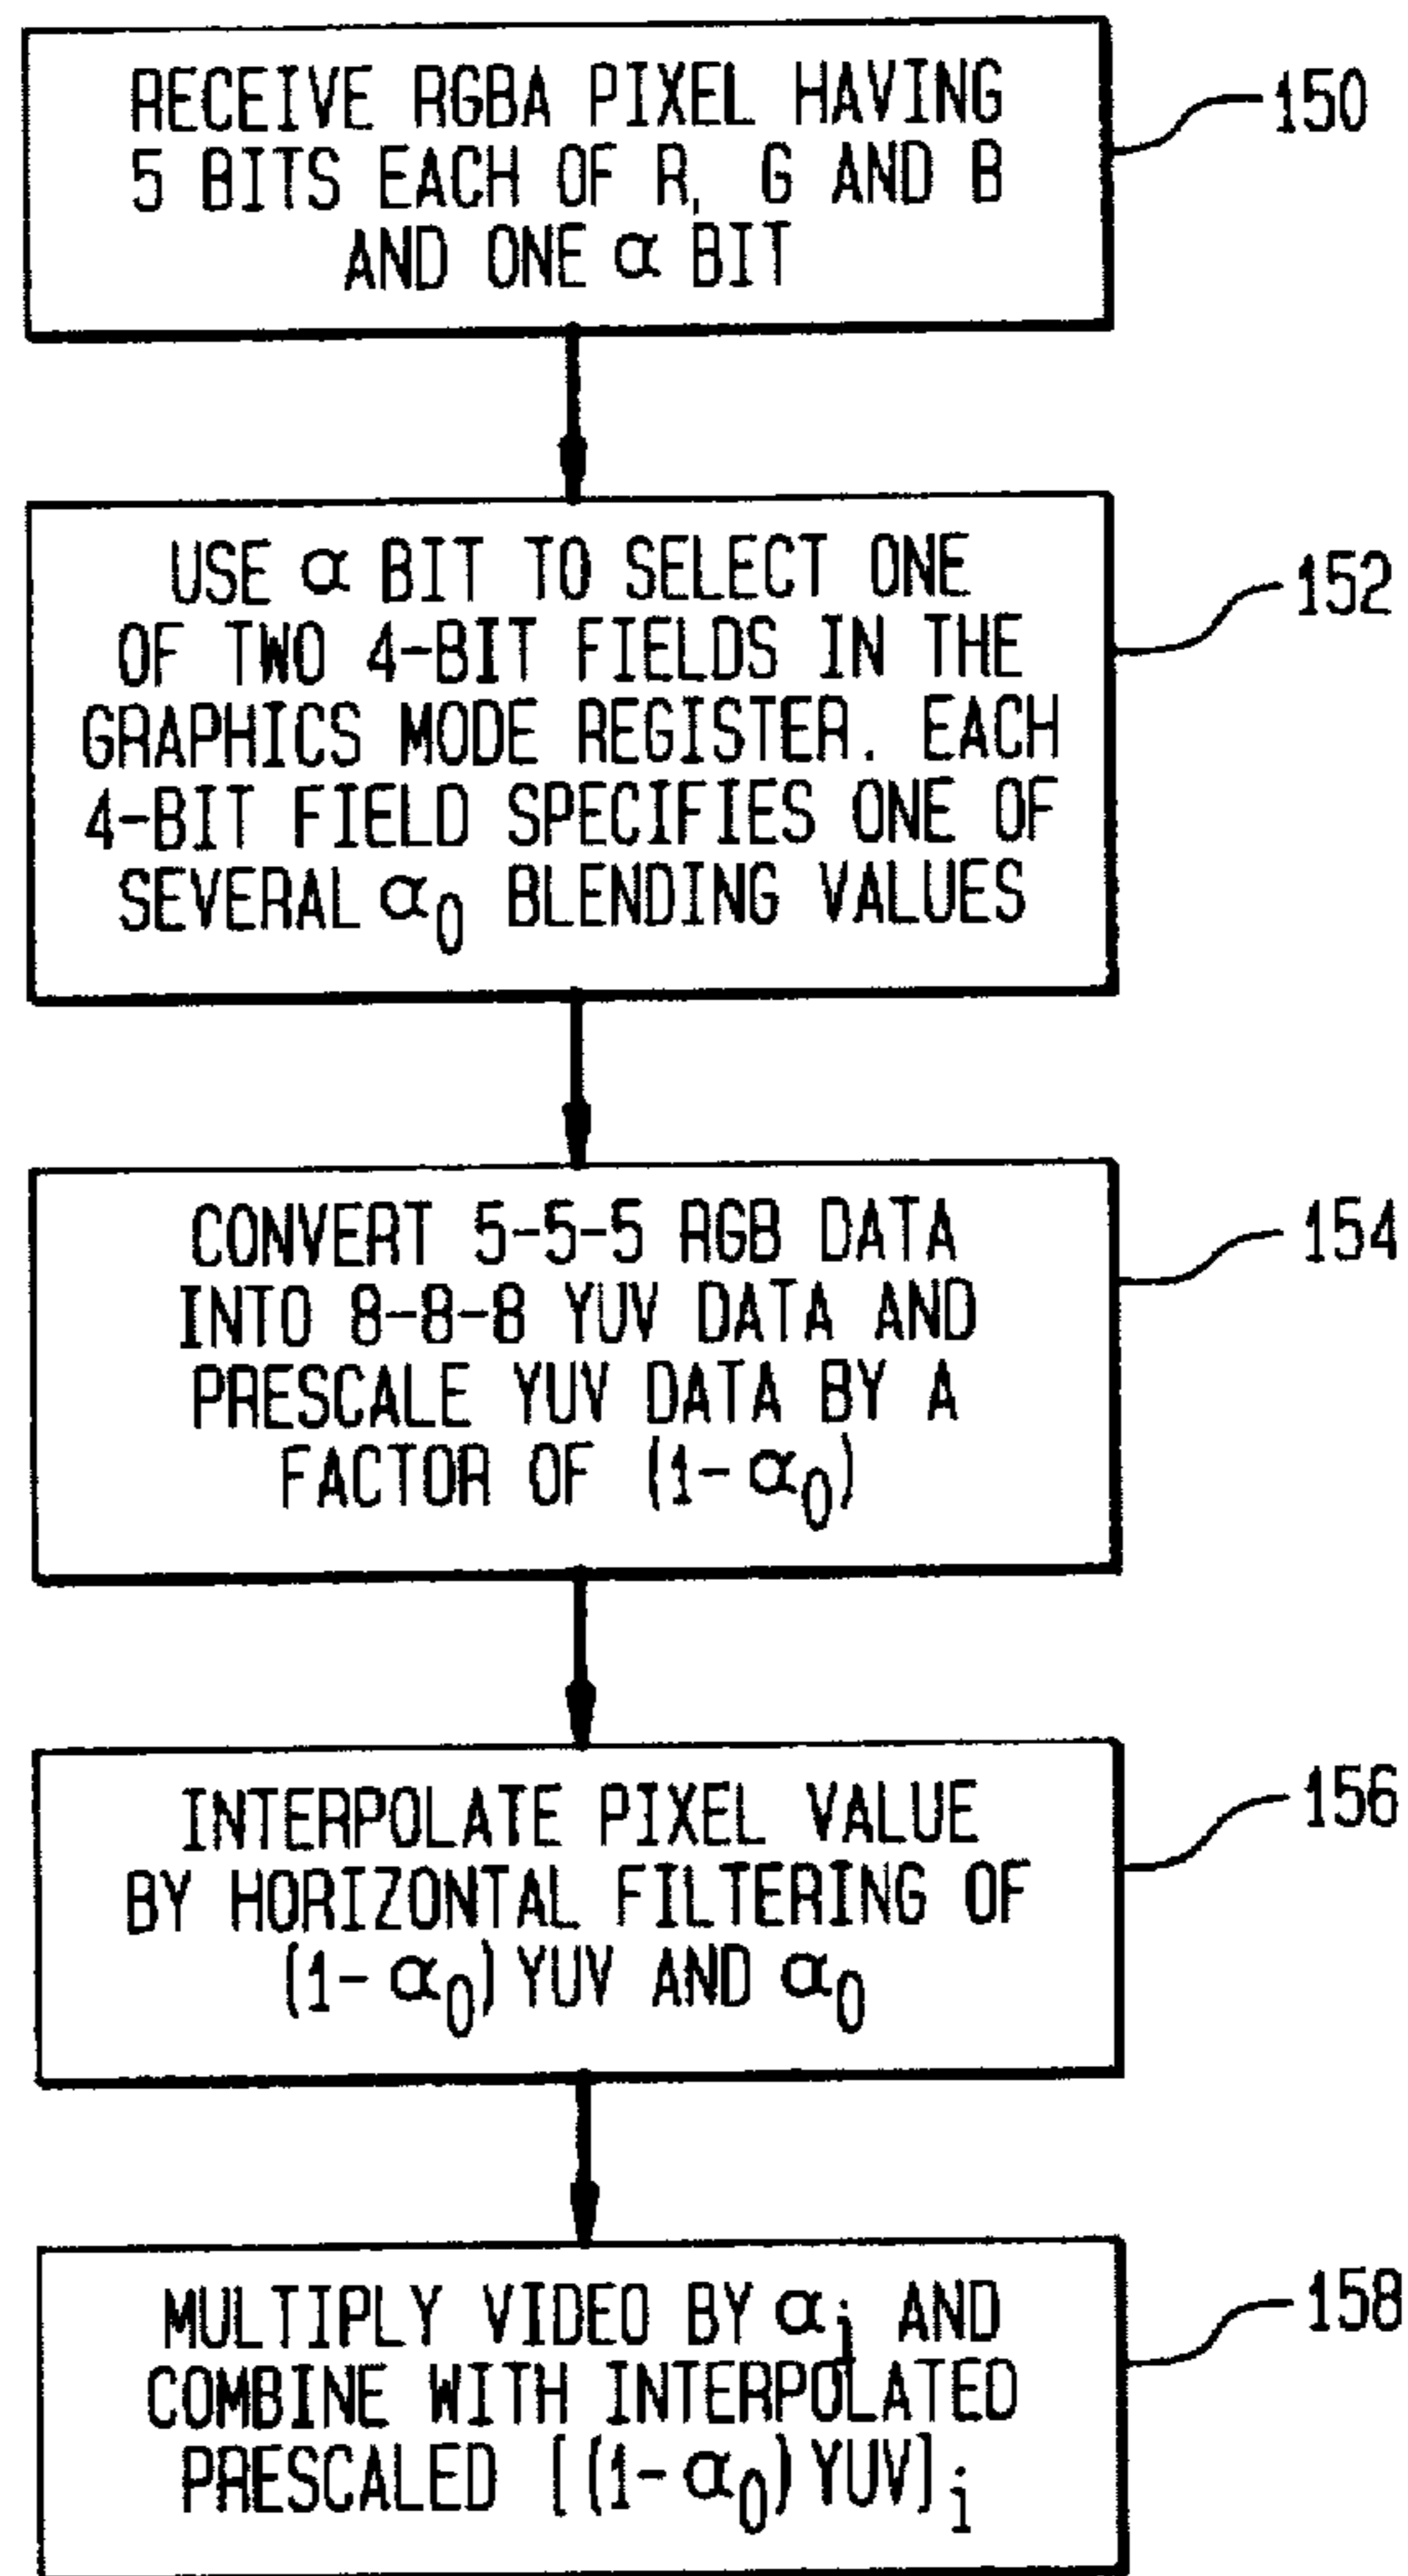 RECEIVE RGBA PIXEL HAVING
5 BITS EACH OF R, G AND B
AND ONE α BIT
150
USE α BIT TO SELECT ONE
OF TWO 4-BIT FIELDS IN THE
GRAPHICS MODE REGISTER. EACH
4-BIT FIELD SPECIFIES ONE OF
SEVERAL α₀ BLENDING VALUES
152
CONVERT 5-5-5 RGB DATA
INTO 8-8-8 YUV DATA AND
PRESCALE YUV DATA BY A
FACTOR OF (1-α₀)
154
INTERPOLATE PIXEL VALUE
BY HORIZONTAL FILTERING OF
(1-α₀) YUV AND α₀
156
MULTIPLY VIDEO BY αⱼ AND
COMBINE WITH INTERPOLATED
PRESCALED [(1-α₀) YUV]ᵢ
158